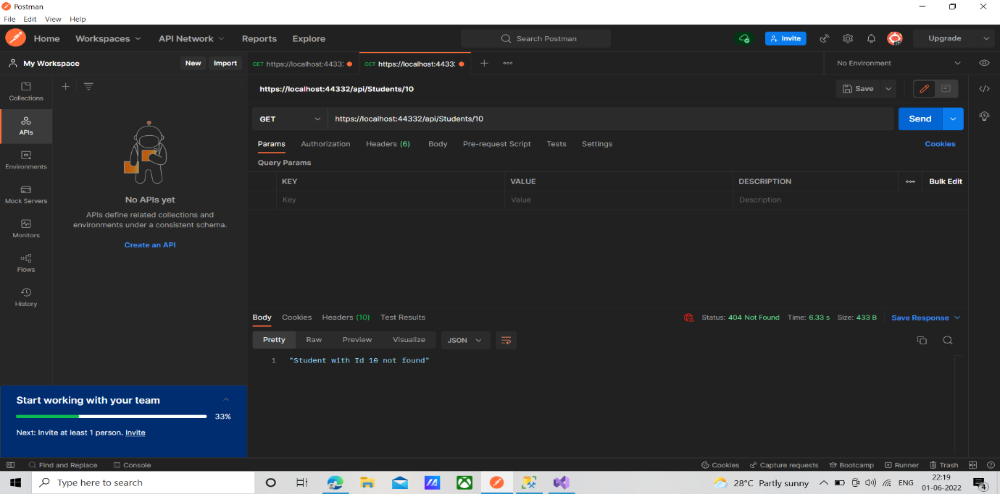 Postman
File Edit View Help
Home Workspaces API Network Reports Explore Search Postman Invite Upgrade
My Workspace New Import GET https://localhost:4433: GET https://localhost:4433: No Environment
Collections
APIs
Environments
Mock Servers
Monitors
Flows
History
No APIs yet
APIs define related collections and
environments under a consistent schema.
Create an API
https://localhost:44332/api/Students/10 Save
GET https://localhost:44332/api/Students/10 Send
Params Authorization Headers (6) Body Pre-request Script Tests Settings Cookies
Query Params
KEY VALUE DESCRIPTION Bulk Edit
Key Value Description
Body Cookies Headers (10) Test Results Status: 404 Not Found Time: 6.33 s Size: 433 B Save Response
Pretty Raw Preview Visualize JSON
1 "Student with Id 10 not found"
Start working with your team
33%
Next: Invite at least 1 person. Invite
Find and Replace Console Cookies Capture requests Bootcamp Runner Trash
Type here to search 28°C Partly sunny ENG 22:19
01-06-2022 4